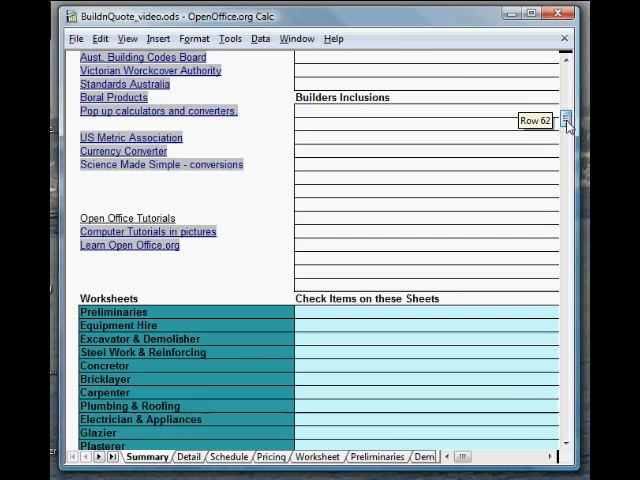 BuildnQuote_video.ods - OpenOffice.org Calc
File Edit View Insert Format Tools Data Window Help
Aust. Building Codes Board
Victorian Worckcover Authority
Standards Australia
Boral Products
Builders Inclusions
Pop up calculators and converters.
Row 62
US Metric Association
Currency Converter
Science Made Simple - conversions
Open Office Tutorials
Computer Tutorials in pictures
Learn Open Office.org
Worksheets Check Items on these Sheets
Preliminaries
Equipment Hire
Excavator & Demolisher
Steel Work & Reinforcing
Concretor
Bricklayer
Carpenter
Plumbing & Roofing
Electrician & Appliances
Glazier
Plasterer
Summary Detail Schedule Pricing Worksheet Preliminaries Dem